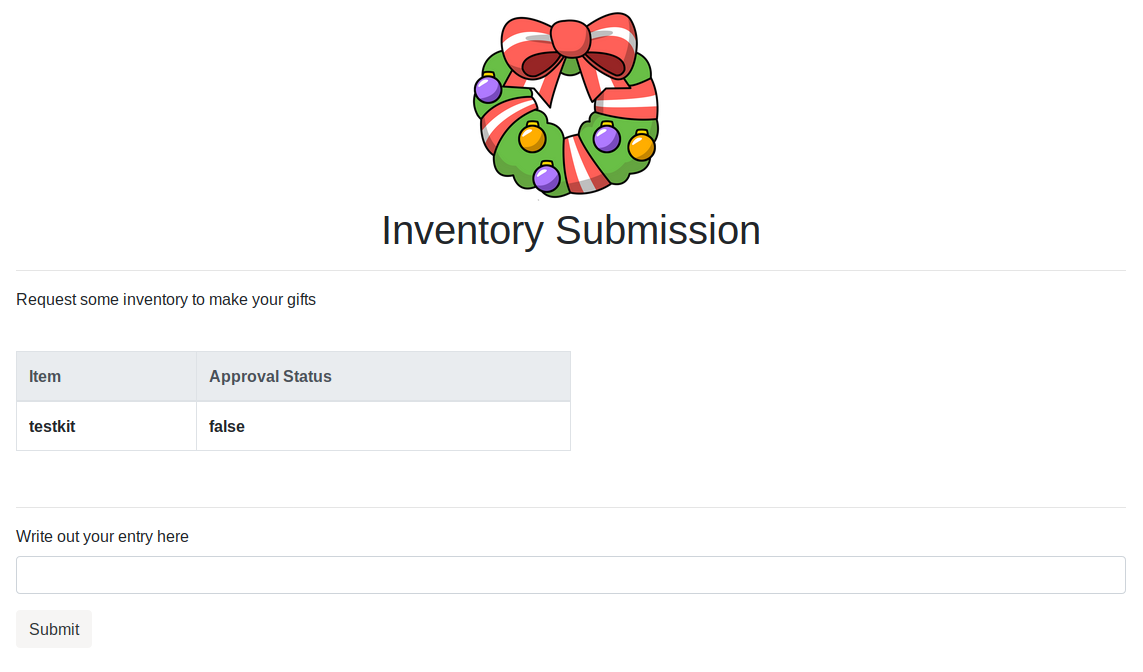 Inventory Submission
Request some inventory to make your gifts
Item Approval Status
testkit false
Write out your entry here
Submit